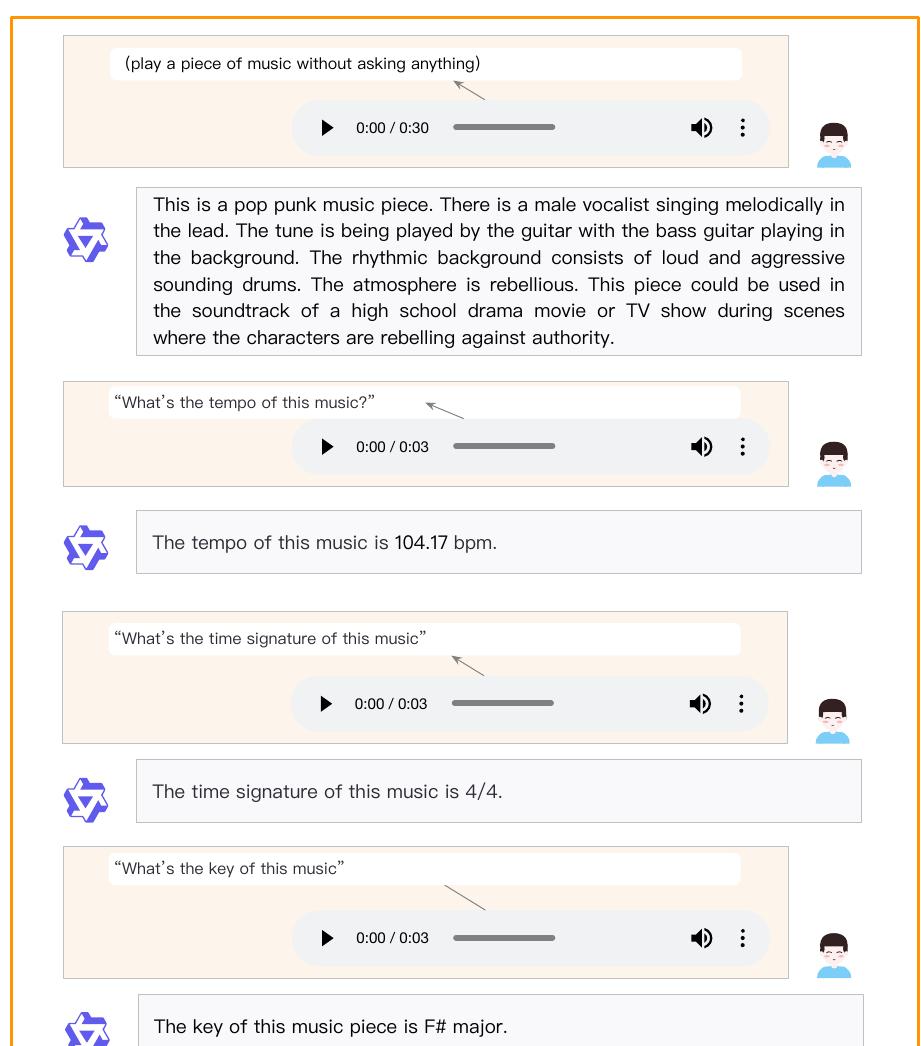 (play a piece of music without asking anything)
0:00 / 0:30
This is a pop punk music piece. There is a male vocalist singing melodically in
the lead. The tune is being played by the guitar with the bass guitar playing in
the background. The rhythmic background consists of loud and aggressive
sounding drums. The atmosphere is rebellious. This piece could be used in
the soundtrack of a high school drama movie or TV show during scenes
where the characters are rebelling against authority.
“What’s the tempo of this music?”
0:00 / 0:03
The tempo of this music is 104.17 bpm.
“What’s the time signature of this music”
0:00 / 0:03
The time signature of this music is 4/4.
“What’s the key of this music”
0:00 / 0:03
The key of this music piece is F# major.